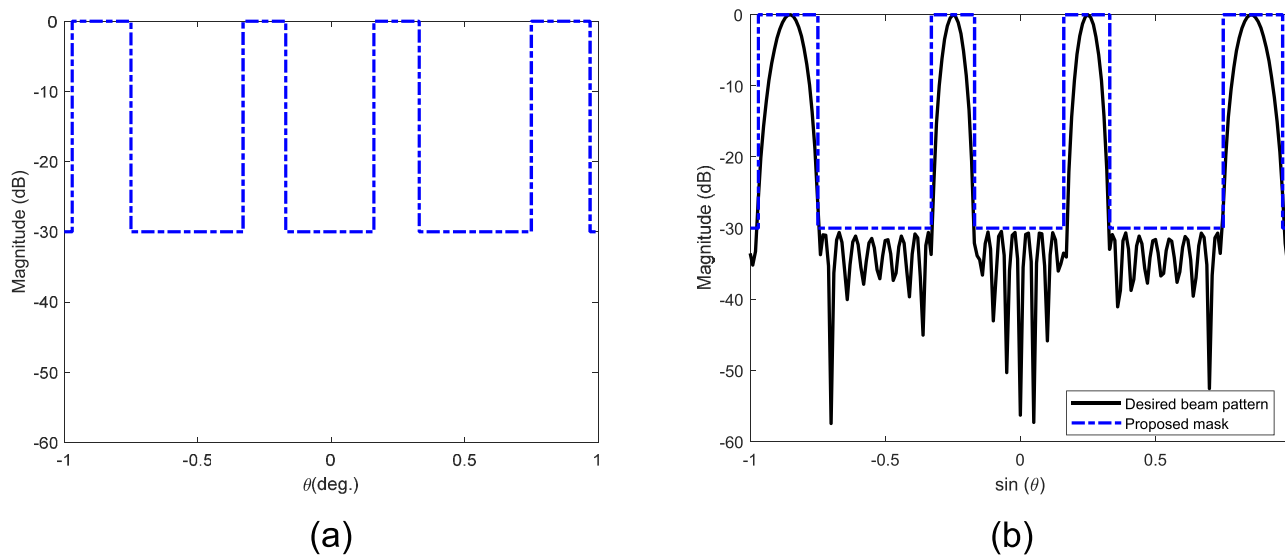 0
-10
-20
-30
-40
-50
-60
Magnitude (dB)
-1
-0.5
0
0.5
1
θ(deg.)
(a)
0
-10
-20
-30
-40
-50
-60
Magnitude (dB)
Desired beam pattern
Proposed mask
-1
-0.5
0
0.5
sin (θ)
(b)